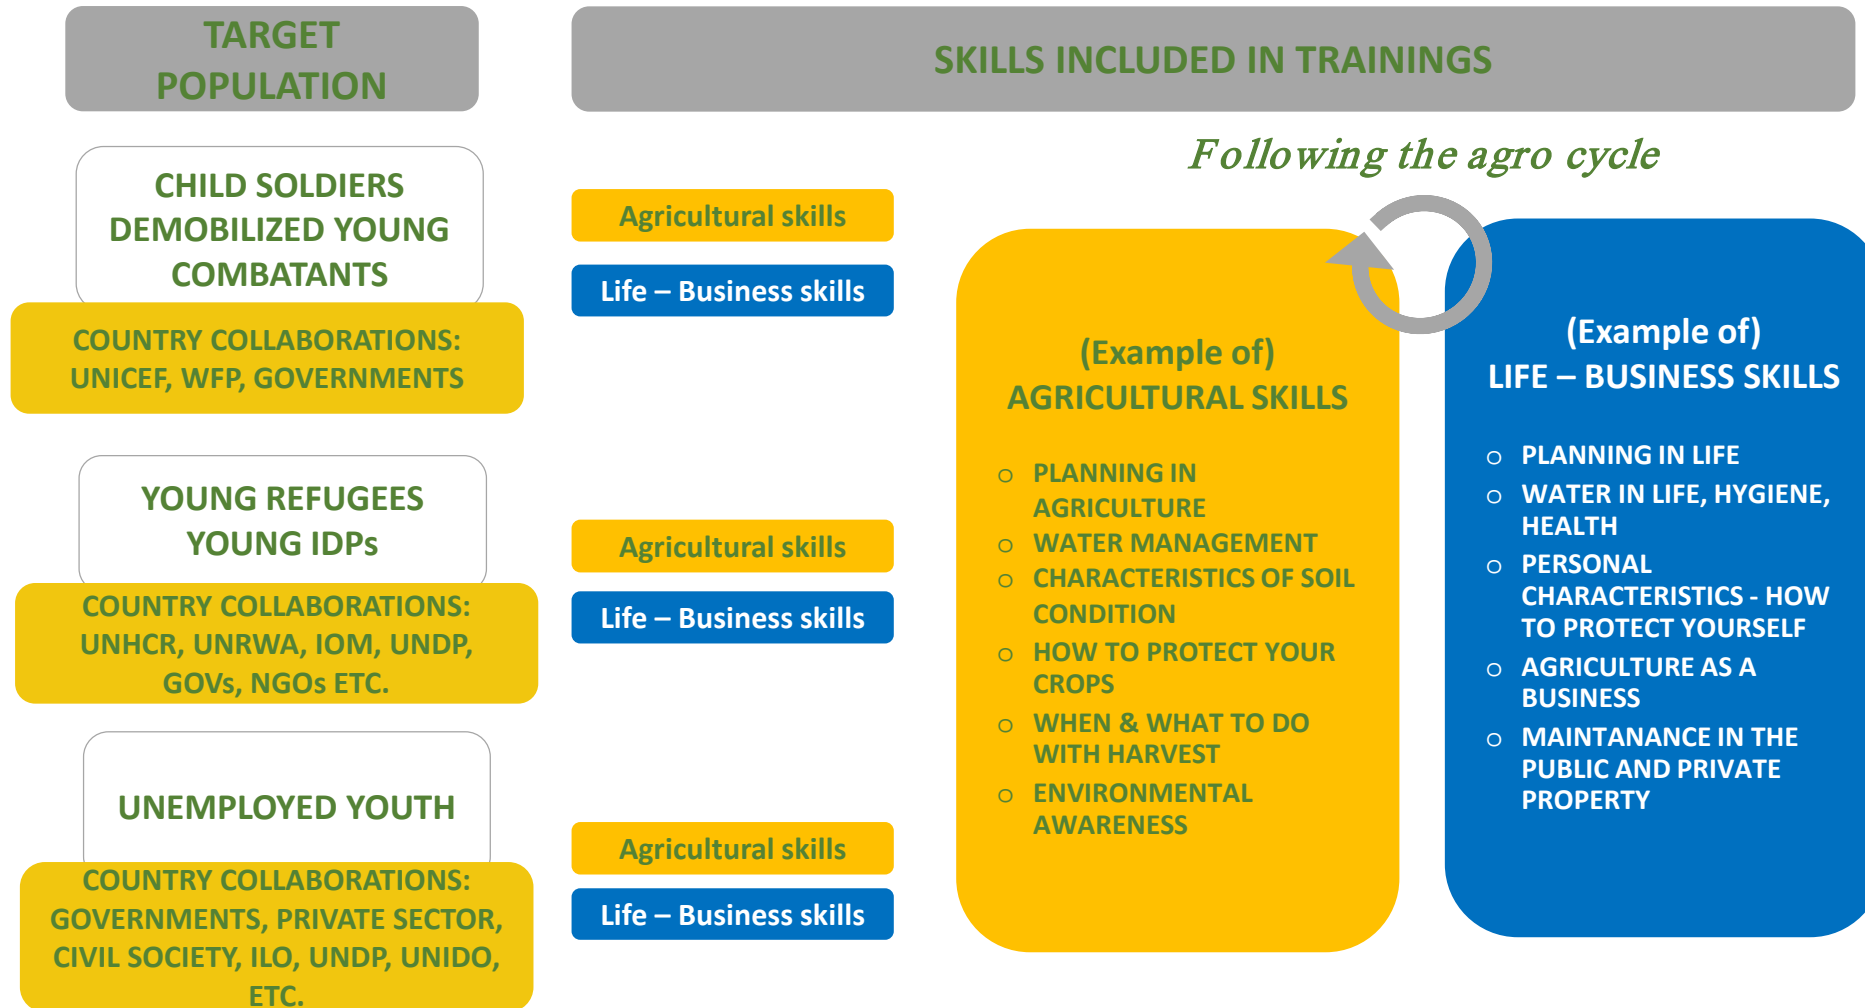 TARGET
POPULATION
SKILLS INCLUDED IN TRAININGS
CHILD SOLDIERS
DEMOBILIZED YOUNG
COMBATANTS
COUNTRY COLLABORATIONS:
UNICEF, WFP, GOVERNMENTS
Agricultural skills
Life – Business skills
YOUNG REFUGEES
YOUNG IDPs
COUNTRY COLLABORATIONS:
UNHCR, UNRWA, IOM, UNDP,
GOVs, NGOs ETC.
Agricultural skills
Life – Business skills
UNEMPLOYED YOUTH
COUNTRY COLLABORATIONS:
GOVERNMENTS, PRIVATE SECTOR,
CIVIL SOCIETY, ILO, UNDP, UNIDO,
ETC.
Agricultural skills
Life – Business skills
Following the agro cycle
(Example of)
AGRICULTURAL SKILLS
o PLANNING IN
AGRICULTURE
o WATER MANAGEMENT
o CHARACTERISTICS OF SOIL
CONDITION
o HOW TO PROTECT YOUR
CROPS
o WHEN & WHAT TO DO
WITH HARVEST
o ENVIRONMENTAL
AWARENESS
(Example of)
LIFE – BUSINESS SKILLS
o PLANNING IN LIFE
o WATER IN LIFE, HYGIENE,
HEALTH
o PERSONAL
CHARACTERISTICS - HOW
TO PROTECT YOURSELF
o AGRICULTURE AS A
BUSINESS
o MAINTANANCE IN THE
PUBLIC AND PRIVATE
PROPERTY